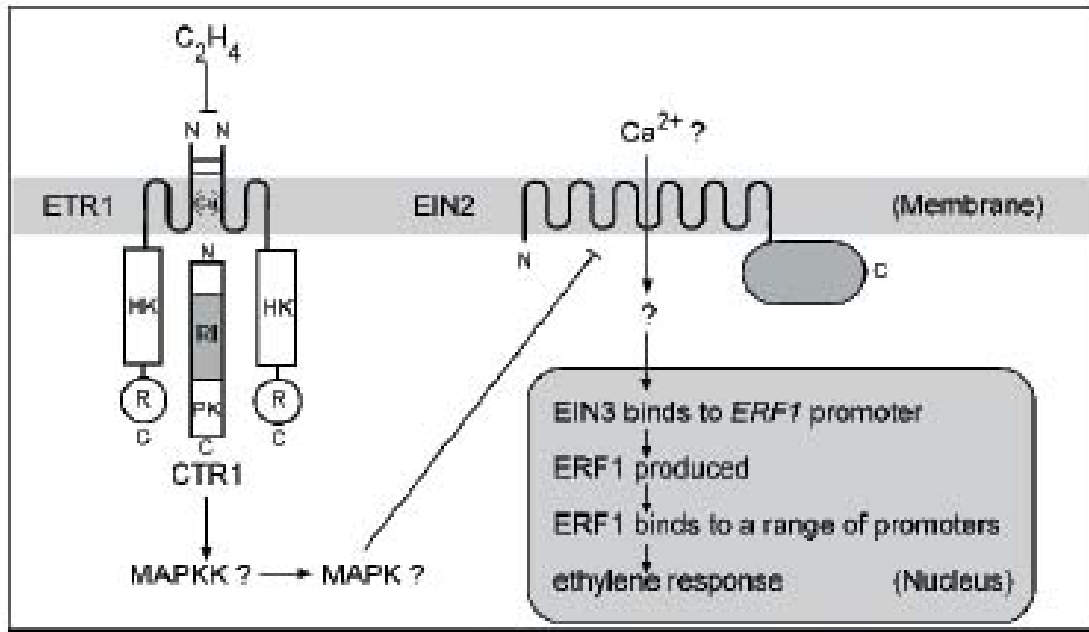 C₂H₄
N N
Ca²⁺ ?
ETR1
EIN2
(Membrane)
N
N
C
HK
HK
?
R
R
PK
C
C
C
CTR1
EIN3 binds to ERF1 promoter
ERF1 produced
ERF1 binds to a range of promoters
MAPKK ?
MAPK ?
ethylene response
(Nucleus)